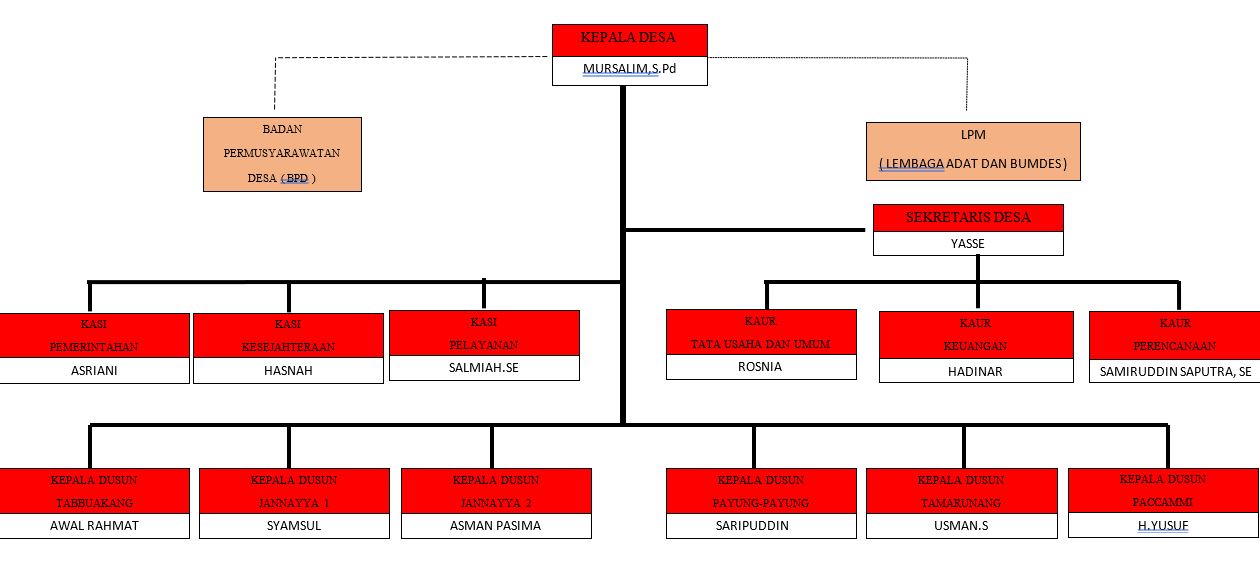 KEPALA DESA
MURSALIM,S.Pd
BADAN
PERMUSYARAWATAN
DESA ( BPD )
LPM
( LEMBAGA ADAT DAN BUMDES )
SEKRETARIS DESA
YASSE
KASI
PEMERINTAHAN
ASRIANI
KASI
KESEJAHTERAAN
HASNAH
KASI
PELAYANAN
SALMIAH.SE
KAUR
TATA USAHA DAN UMUM
ROSNIA
KAUR
KEUANGAN
HADINAR
KAUR
PERENCANAAN
SAMIRUDDIN SAPUTRA, SE
KEPALA DUSUN
TABBUAKANG
AWAL RAHMAT
KEPALA DUSUN
JANNAYYA 1
SYAMSUL
KEPALA DUSUN
JANNAYYA 2
ASMAN PASIMA
KEPALA DUSUN
PAYUNG-PAYUNG
SARIPUDDIN
KEPALA DUSUN
TAMARUNANG
USMAN.S
KEPALA DUSUN
PACCAMMI
H.YUSUF